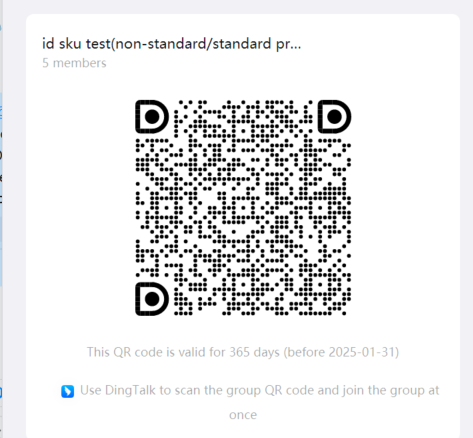 id sku test(non-standard/standard pr...
5 members
This QR code is valid for 365 days (before 2025-01-31)
Use DingTalk to scan the group QR code and join the group at
once